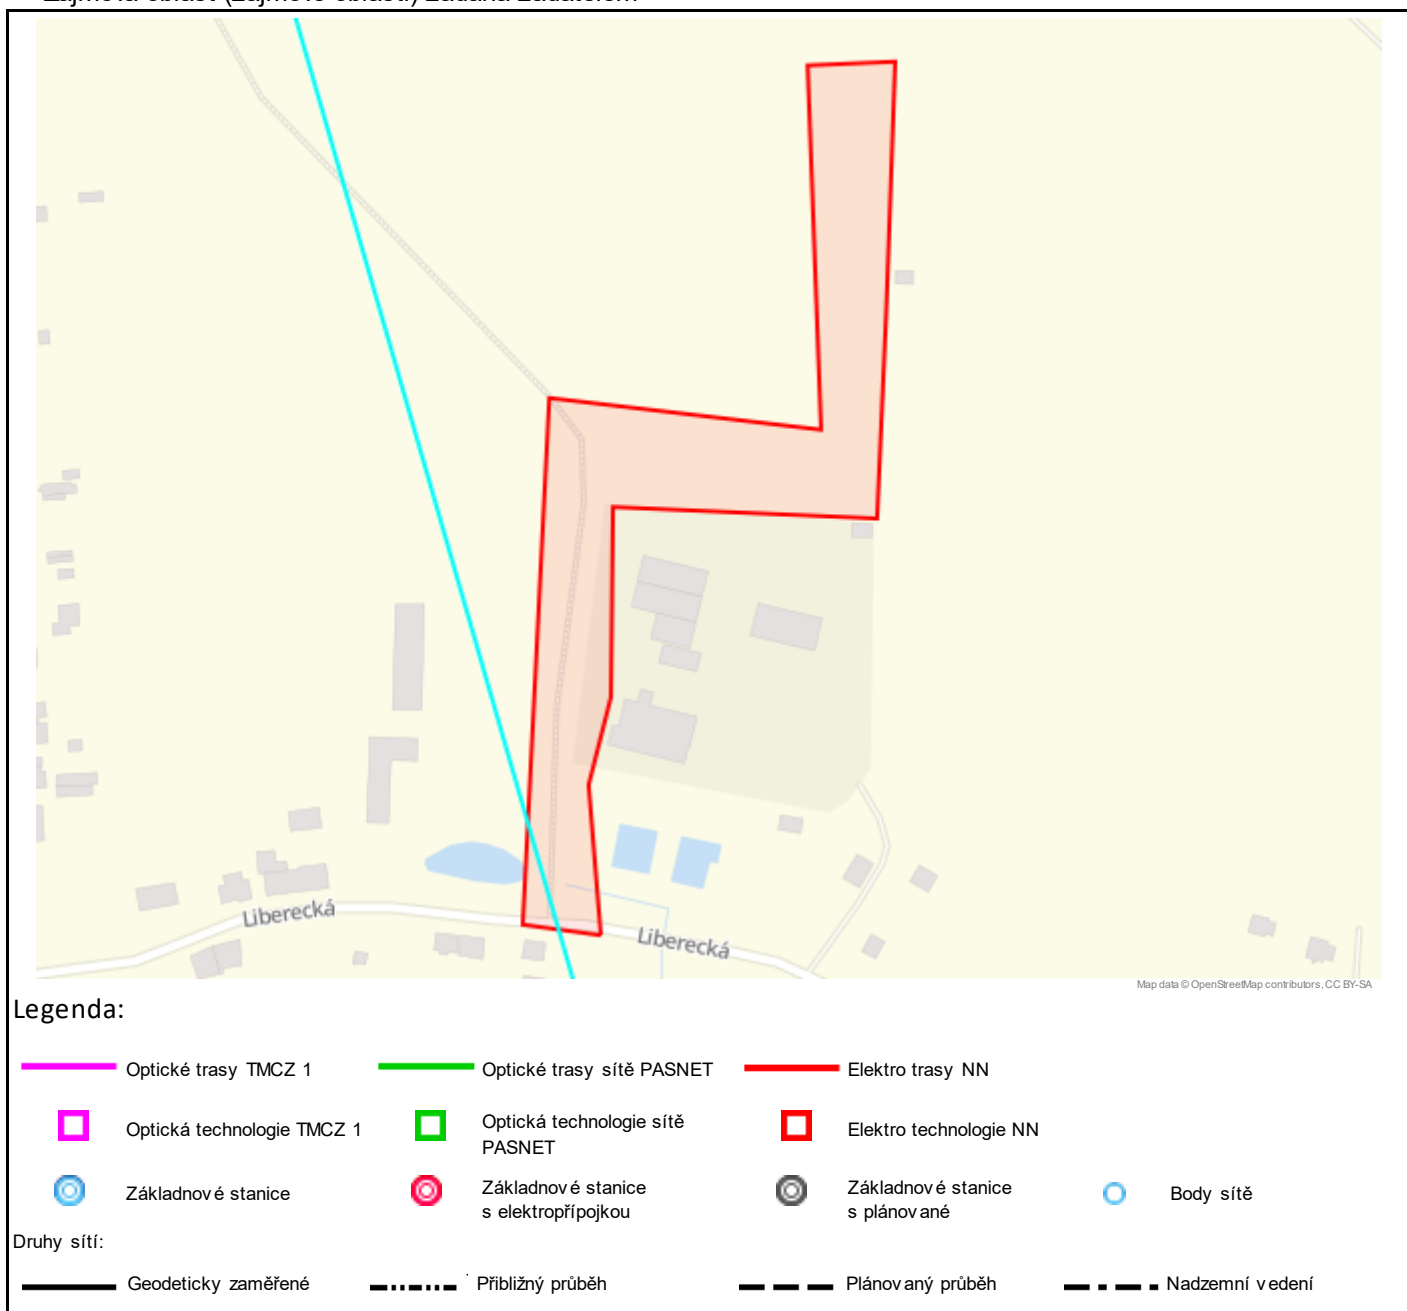 Liberecká
Liberecká
Map data © OpenStreetMap contributors, CC BY-SA
Legenda:
Optické trasy TMCZ 1
Optické trasy sítě PASNET
Elektro trasy NN
Optická technologie TMCZ 1
Optická technologie sítě
PASNET
Elektro technologie NN
Základnové stanice
Základnové stanice
s elektropřípojkou
Základnové stanice
s plánované
Body sítě
Druhy sítí:
Geodeticky zaměřené
Přibližný průběh
Plánovaný průběh
Nadzemní vedení